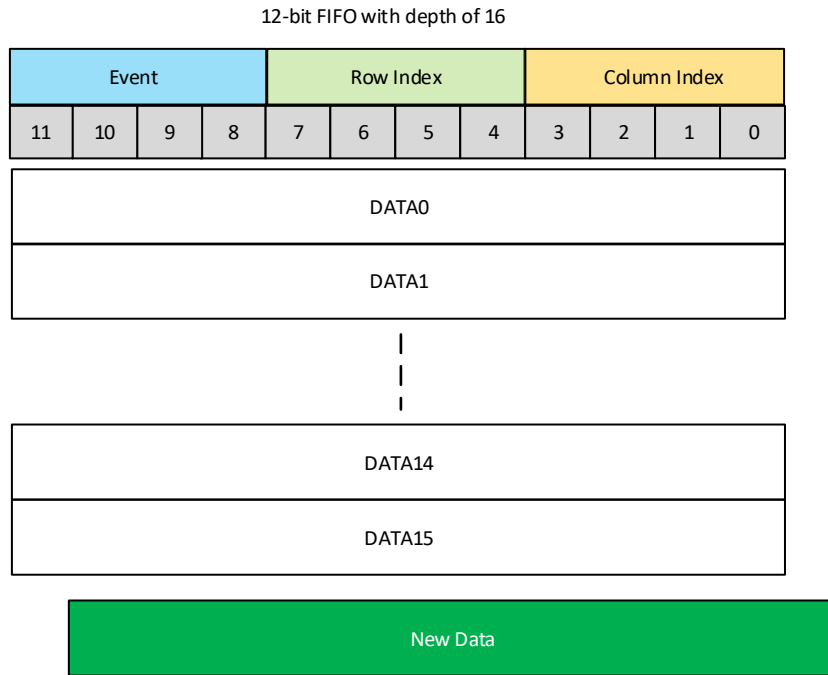 12-bit FIFO with depth of 16
Event Row Index Column Index
11 10 9 8 7 6 5 4 3 2 1 0
DATA0
DATA1
DATA14
DATA15
New Data